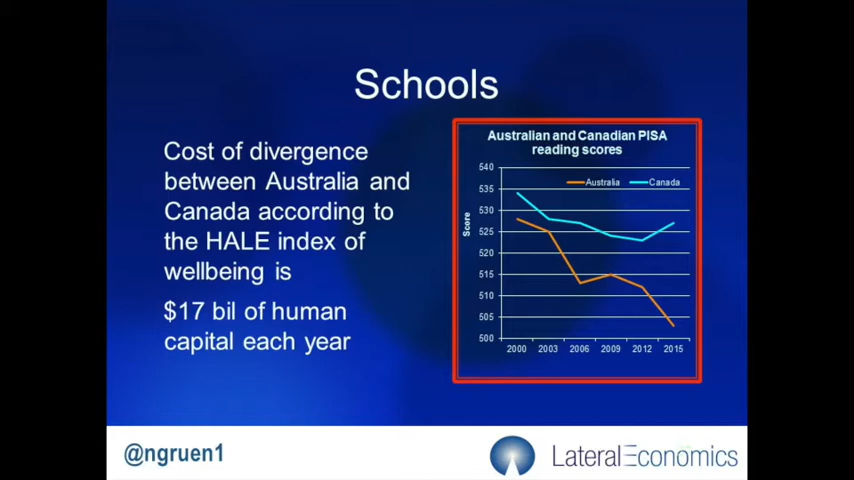 Schools
Cost of divergence
between Australia and
Canada according to
the HALE index of
wellbeing is
$17 bil of human
capital each year
Australian and Canadian PISA
reading scores
540
535
530
525
520
515
510
505
500
Score
Australia
Canada
2000 2003 2006 2009 2012 2015
@ngruen1
LateralEconomics